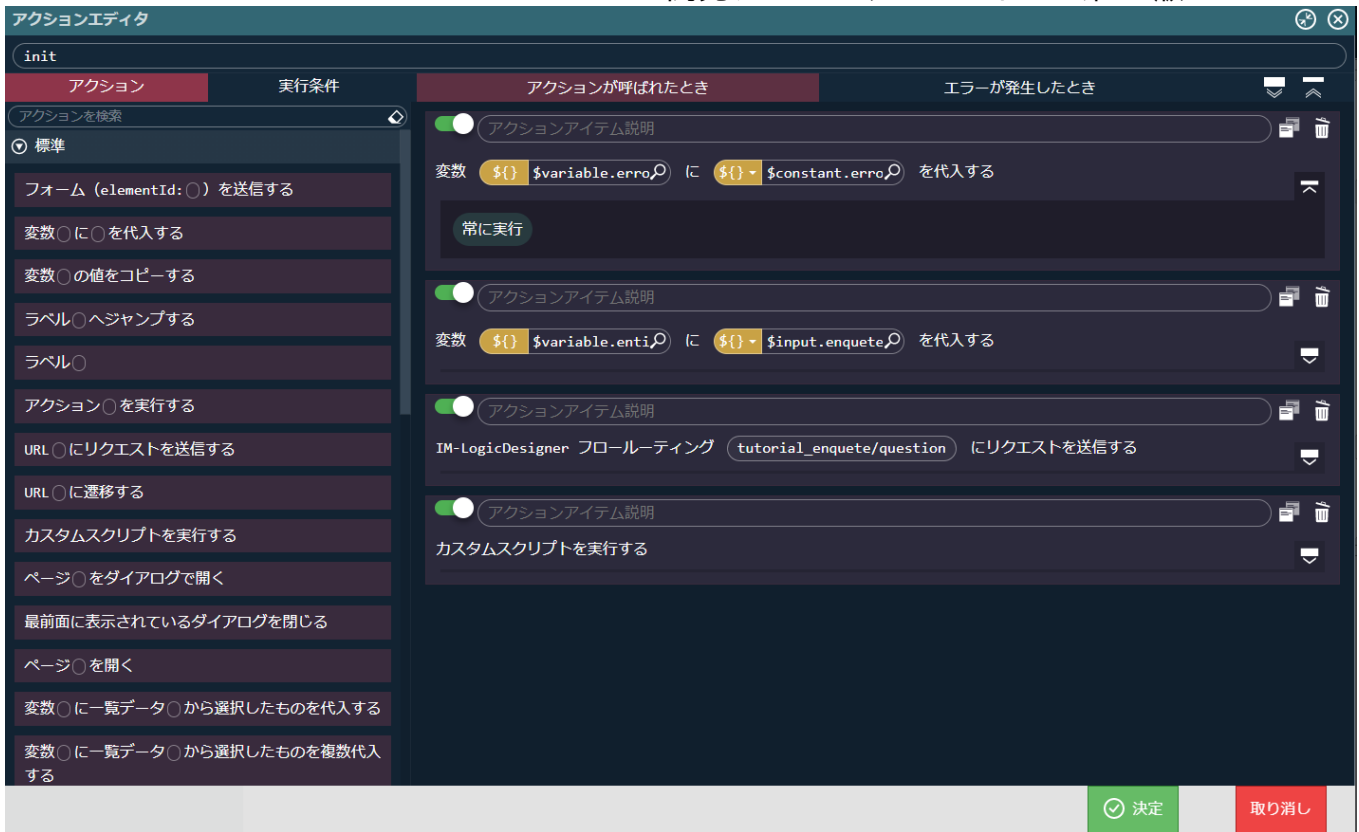 アクションエディタ
init
アクション 実行条件 アクションが呼ばれたとき エラーが発生したとき
アクションを検索
標準
フォーム (elementId:○) を送信する
変数○に○を代入する
変数○の値をコピーする
ラベル○へジャンプする
ラベル○
アクション○を実行する
URL○にリクエストを送信する
URL○に遷移する
カスタムスクリプトを実行する
ページ○をダイアログで開く
最前面に表示されているダイアログを閉じる
ページ○を開く
変数○に一覧データ○から選択したものを代入する
変数○に一覧データ○から選択したものを複数代入
する
アクションアイテム説明
変数 ${} $variable.erro に ${} $constant.erro を代入する
常に実行
アクションアイテム説明
変数 ${} $variable.enti に ${} $input.enquete を代入する
アクションアイテム説明
IM-LogicDesigner フロールーティング tutorial_enquete/question にリクエストを送信する
アクションアイテム説明
カスタムスクリプトを実行する
決定 取り消し